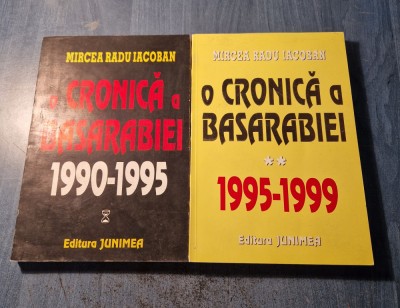 MIRCEA RADU IACOBAN
o CRONICĂ a
BASARABIEI
1990-1995
Editura JUNIMEA
MIRCEA RADU IACOBAN
o CRONICĂ a
BASARABIEI
**
1995-1999
Editura JUNIMEA